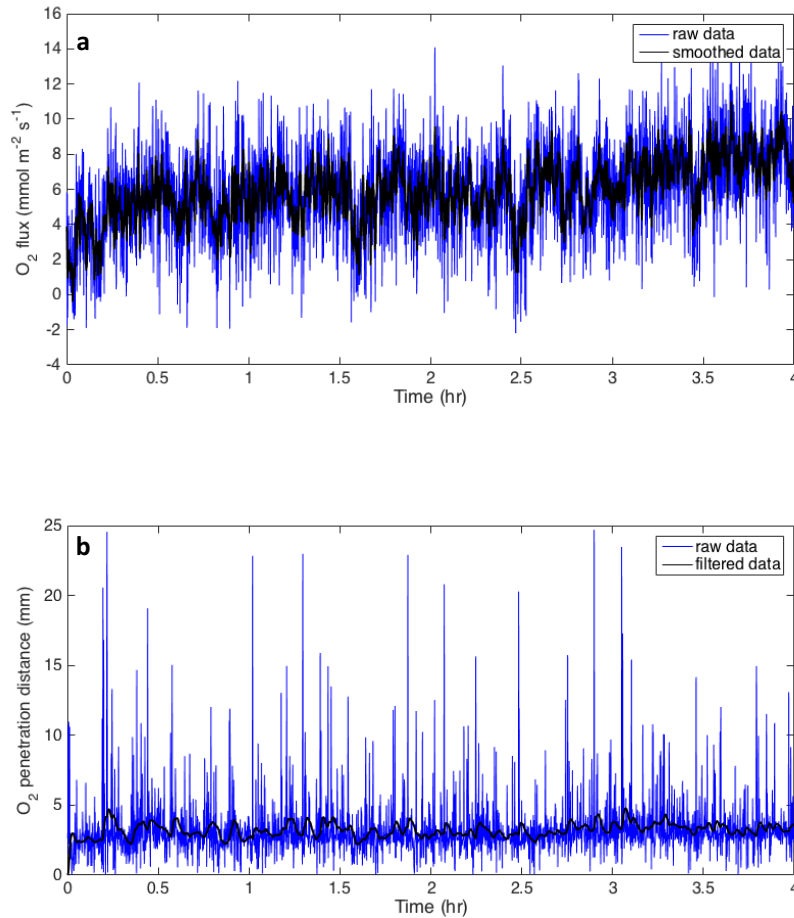 a
raw data
smoothed data
16
14
12
10
8
6
4
2
0
-2
-4
O2 flux (mmol m-2 s-1)
0 0.5 1 1.5 2 2.5 3 3.5 4
Time (hr)
b
raw data
filtered data
25
20
15
10
5
0
O2 penetration distance (mm)
0 0.5 1 1.5 2 2.5 3 3.5 4
Time (hr)